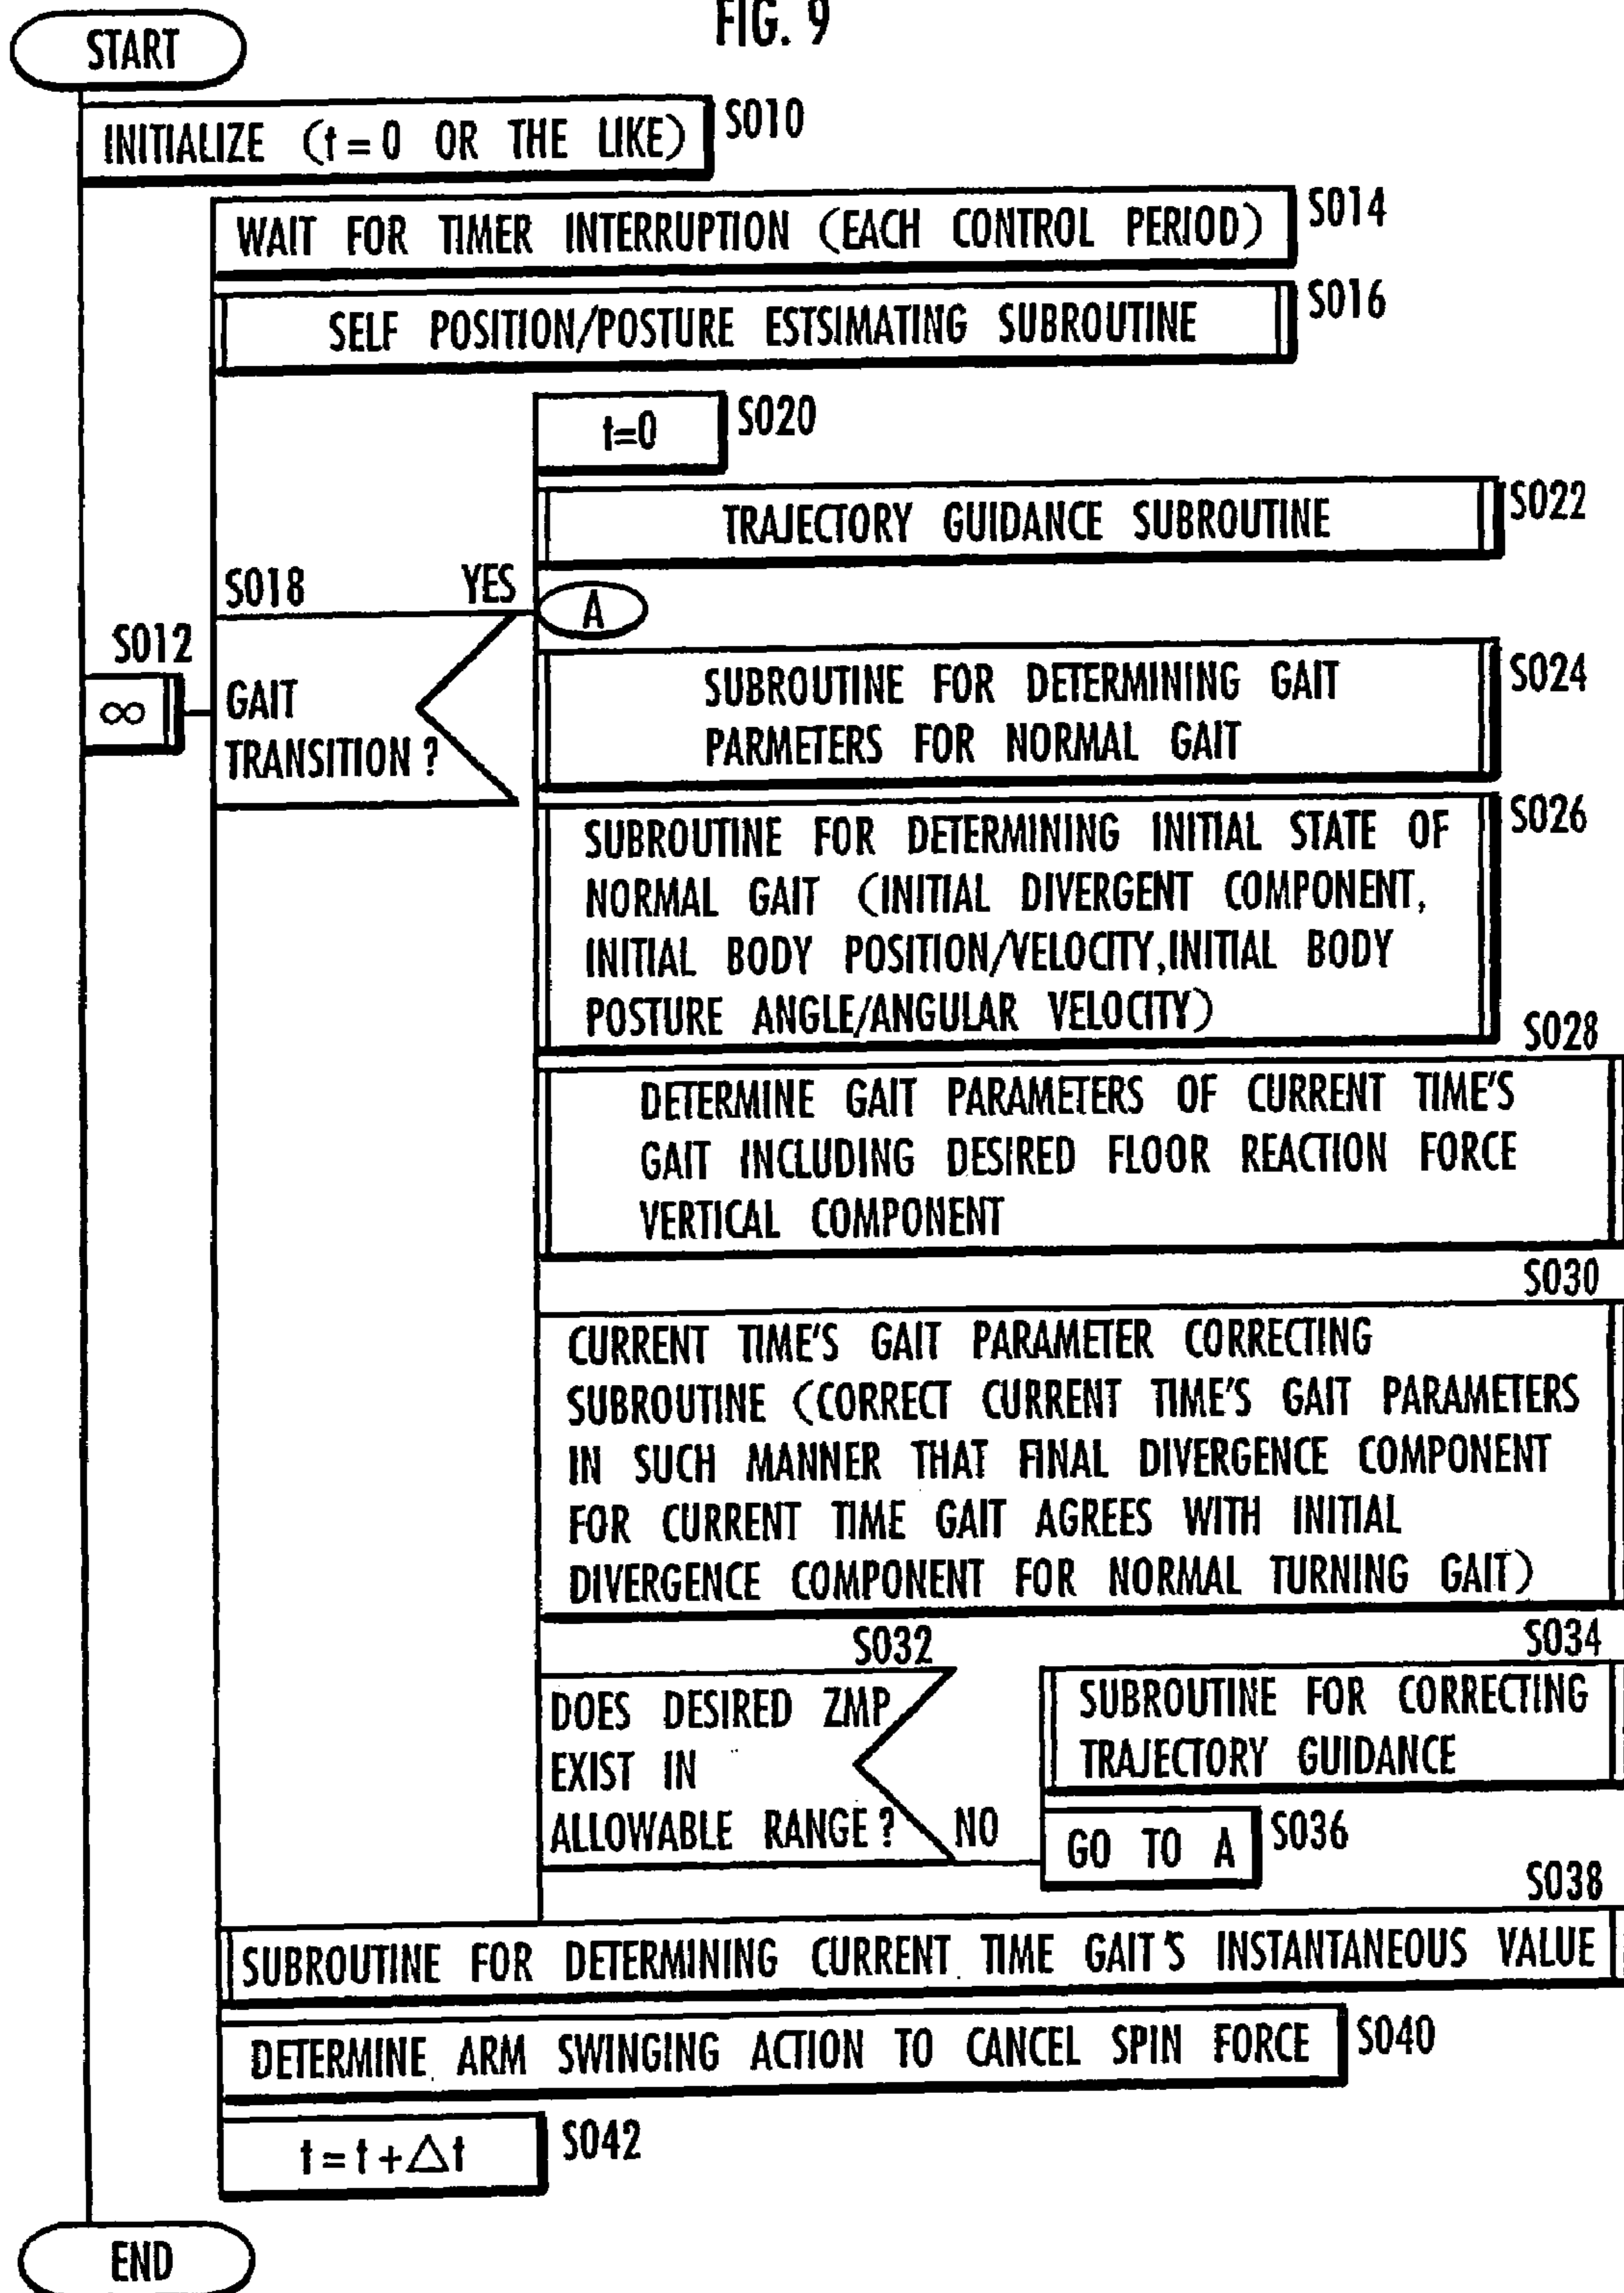 FIG. 9
START
INITIALIZE (t = 0 OR THE LIKE)
S010
WAIT FOR TIMER INTERRUPTION (EACH CONTROL PERIOD)
S014
SELF POSITION/POSTURE ESTSIMATING SUBROUTINE
S016
t=0
S020
TRAJECTORY GUIDANCE SUBROUTINE
S022
S018
YES
A
S012
∞
GAIT
TRANSITION ?
SUBROUTINE FOR DETERMINING GAIT
PARMETERS FOR NORMAL GAIT
S024
SUBROUTINE FOR DETERMINING INITIAL STATE OF
NORMAL GAIT (INITIAL DIVERGENT COMPONENT,
INITIAL BODY POSITION/VELOCITY,INITIAL BODY
POSTURE ANGLE/ANGULAR VELOCITY)
S026
S028
DETERMINE GAIT PARAMETERS OF CURRENT TIME'S
GAIT INCLUDING DESIRED FLOOR REACTION FORCE
VERTICAL COMPONENT
S030
CURRENT TIME'S GAIT PARAMETER CORRECTING
SUBROUTINE (CORRECT CURRENT TIME'S GAIT PARAMETERS
IN SUCH MANNER THAT FINAL DIVERGENCE COMPONENT
FOR CURRENT TIME GAIT AGREES WITH INITIAL
DIVERGENCE COMPONENT FOR NORMAL TURNING GAIT)
S032
DOES DESIRED ZMP
EXIST IN
ALLOWABLE RANGE ?
NO
S034
SUBROUTINE FOR CORRECTING
TRAJECTORY GUIDANCE
GO TO A
S036
S038
SUBROUTINE FOR DETERMINING CURRENT TIME GAIT'S INSTANTANEOUS VALUE
DETERMINE ARM SWINGING ACTION TO CANCEL SPIN FORCE
S040
t = t + △t
S042
END